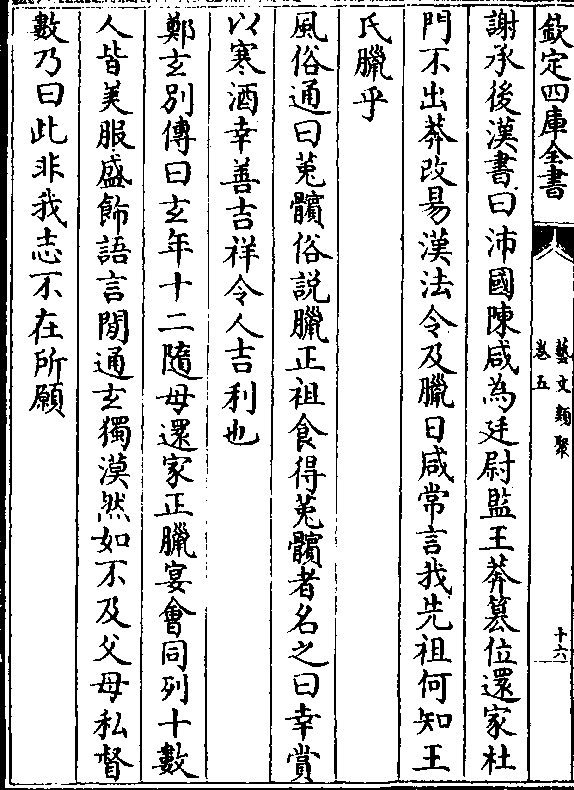 欽定四庫全書
藝文類聚
卷五
十六
謝承後漢書曰沛國陳咸為廷尉監王莽篡位還家杜
門不出莽改易漢法令及臘日咸常言我先祖何知王
氏臘乎
風俗通曰菟髕俗説臘正祖食得菟髕者名之曰幸賞
以寒酒幸善吉祥令人吉利也
鄭玄別傳曰玄年十二隨母還家正臘宴會同列十數
人皆美服盛飾語言閒通玄獨漠然如不及父母私督
數乃曰此非我志不在所願